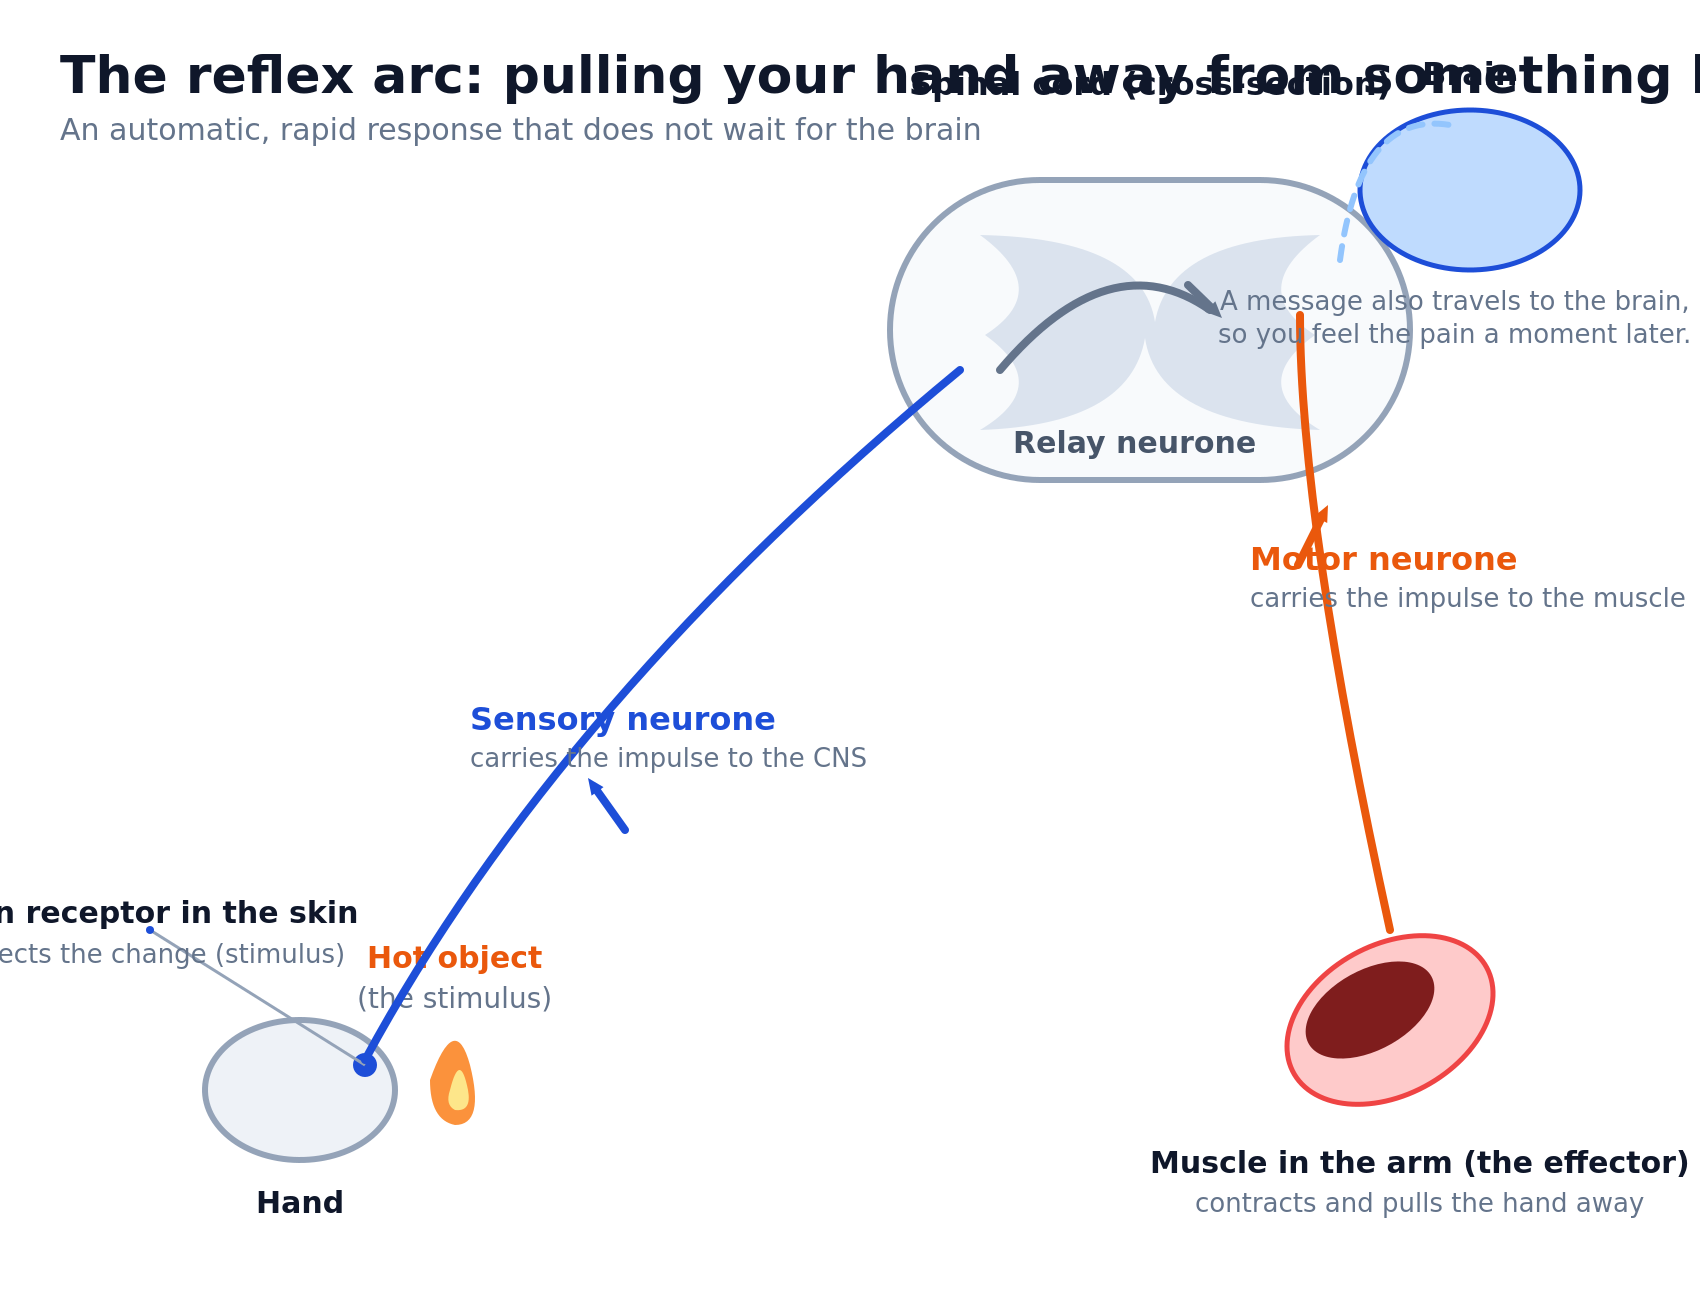 The reflex arc: pulling your hand away from something
Spinal cord (cross-section)
Brain
An automatic, rapid response that does not wait for the brain
A message also travels to the brain,
so you feel the pain a moment later.
Relay neurone
Motor neurone
carries the impulse to the muscle
Sensory neurone
carries the impulse to the CNS
receptor in the skin
the change (stimulus)
Hot object
(the stimulus)
Hand
Muscle in the arm (the effector)
contracts and pulls the hand away